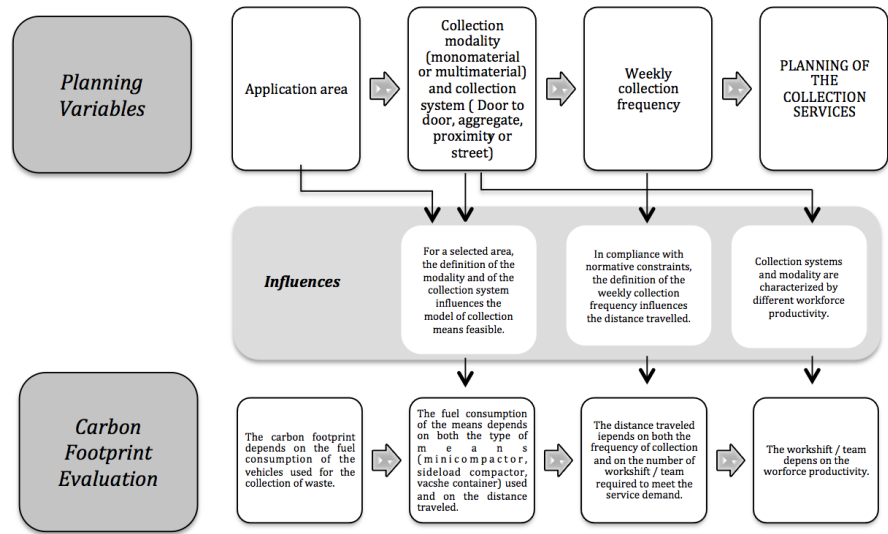 Planning
Variables
Application area
Collection
modality
(monomaterial
or multimaterial)
and collection
system ( Door to
door, aggregate,
proximity or
street)
Weekly
collection
frequency
PLANNING OF
THE
COLLECTION
SERVICES
Influences
For a selected area,
the definition of the
modality and of the
collection system
influences the
model of collection
means feasible.
In compliance with
normative constraints,
the definition of the
weekly collection
frequency influences
the distance travelled.
Collection systems
and modality are
characterized by
different workforce
productivity.
Carbon
Footprint
Evaluation
The carbon footprint
depends on the fuel
consumption of the
vehicles used for the
collection of waste.
The fuel consumption
of the means depends
on both the type of
means
(minicompactor,
sideload compactor,
vacshe container) used
and on the distance
traveled.
The distance traveled
iepends on both the
frequency of collection
and on the number of
workshift / team
required to meet the
service demand.
The workshift / team
depens on the
worforce productivity.